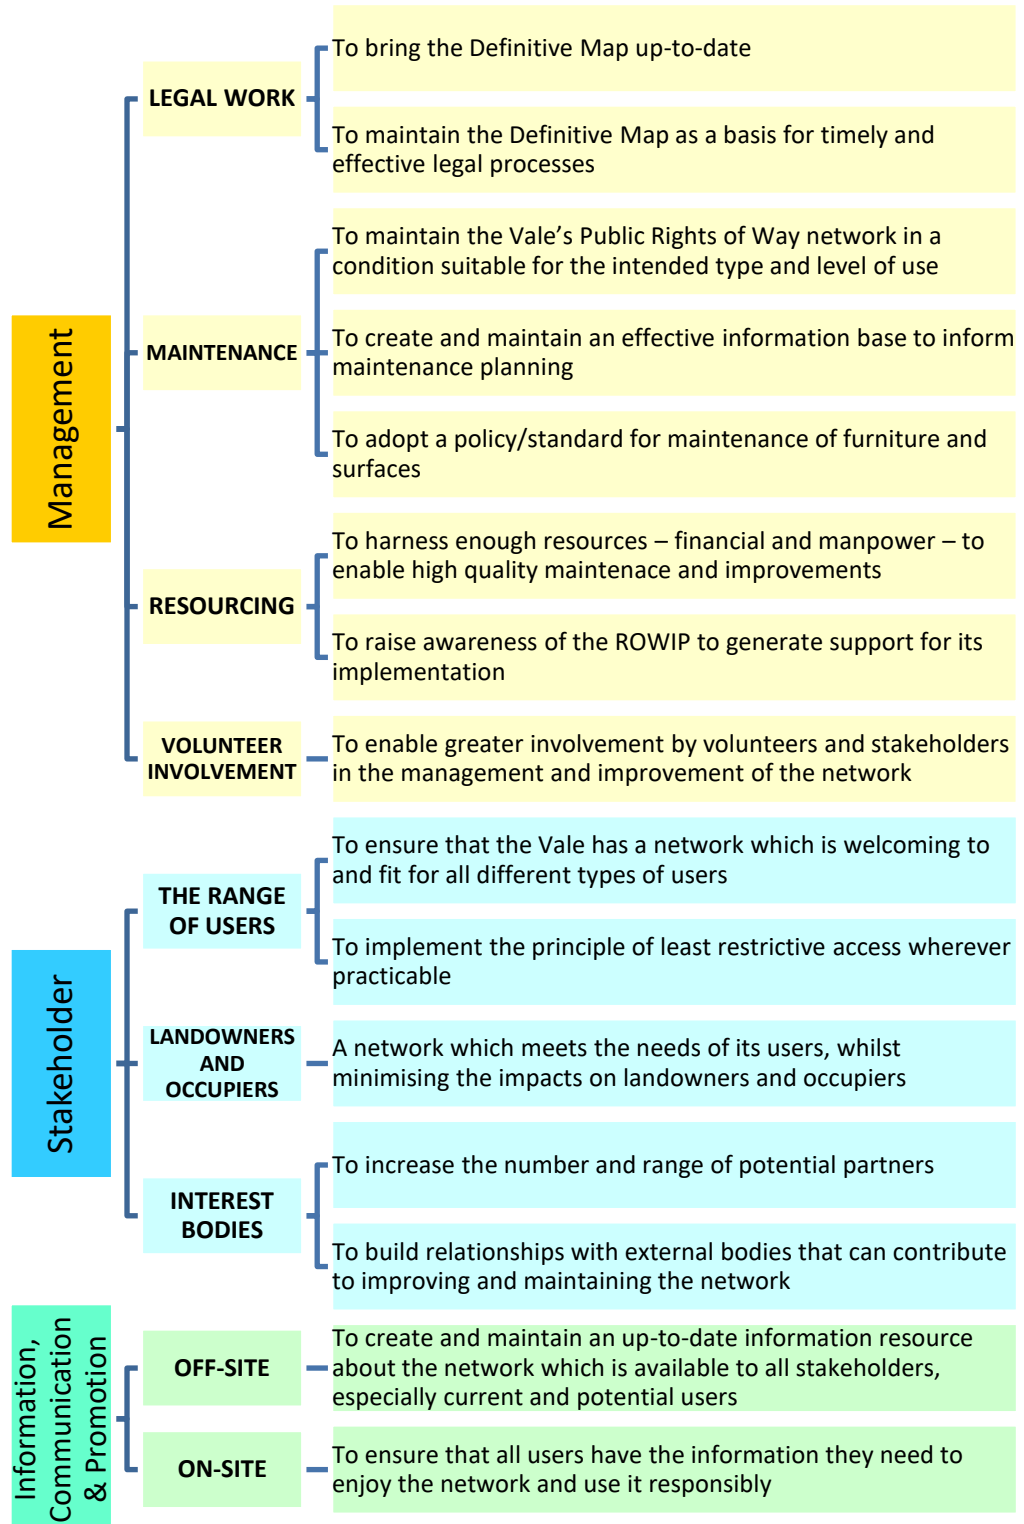 Management
LEGAL WORK
To bring the Definitive Map up-to-date
To maintain the Definitive Map as a basis for timely and
effective legal processes
MAINTENANCE
To maintain the Vale’s Public Rights of Way network in a
condition suitable for the intended type and level of use
To create and maintain an effective information base to inform
maintenance planning
To adopt a policy/standard for maintenance of furniture and
surfaces
RESOURCING
To harness enough resources – financial and manpower – to
enable high quality maintenace and improvements
To raise awareness of the ROWIP to generate support for its
implementation
VOLUNTEER
INVOLVEMENT
To enable greater involvement by volunteers and stakeholders
in the management and improvement of the network
Stakeholder
THE RANGE
OF USERS
To ensure that the Vale has a network which is welcoming to
and fit for all different types of users
To implement the principle of least restrictive access wherever
practicable
LANDOWNERS
AND
OCCUPIERS
A network which meets the needs of its users, whilst
minimising the impacts on landowners and occupiers
INTEREST
BODIES
To increase the number and range of potential partners
To build relationships with external bodies that can contribute
to improving and maintaining the network
Information,
Communication
& Promotion
OFF-SITE
To create and maintain an up-to-date information resource
about the network which is available to all stakeholders,
especially current and potential users
ON-SITE
To ensure that all users have the information they need to
enjoy the network and use it responsibly